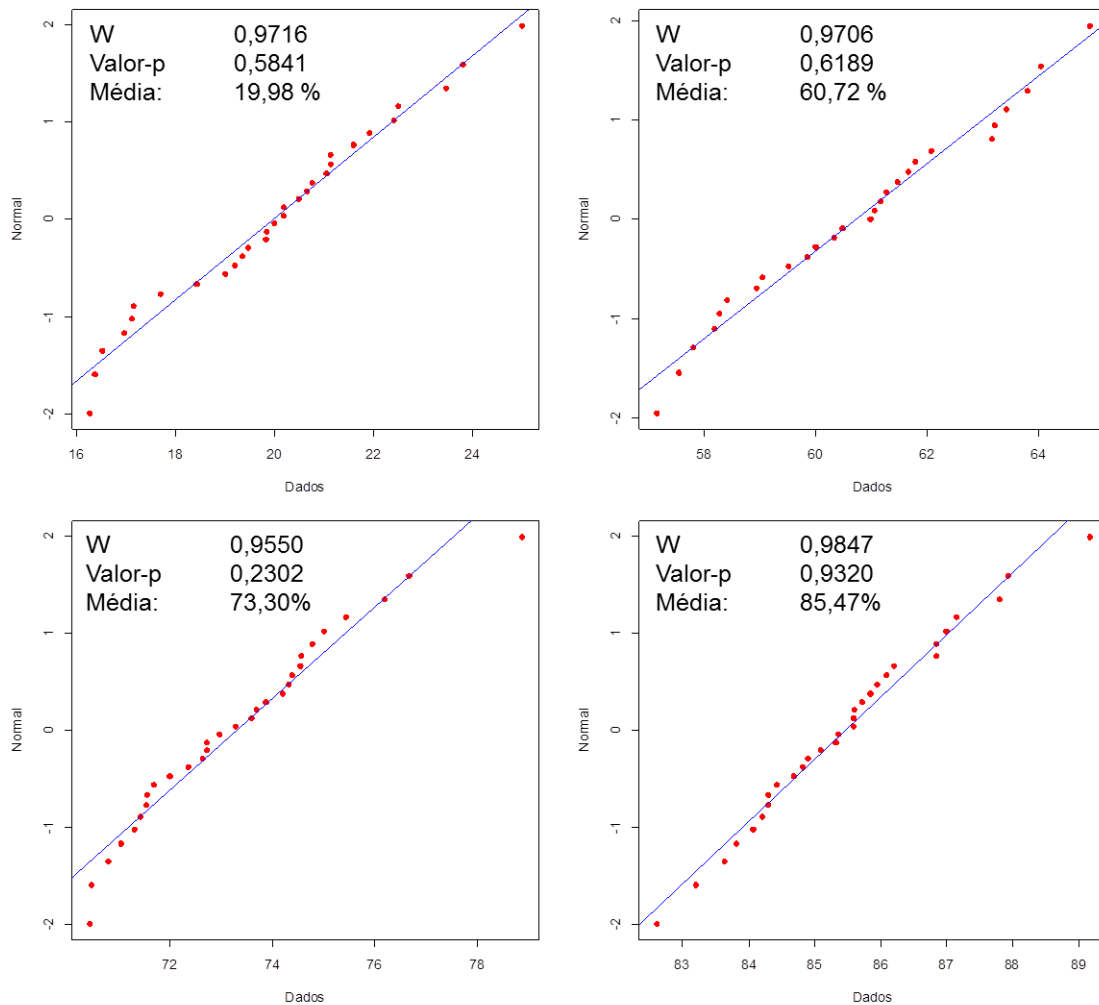 W 0,9716
Valor-p 0,5841
Média: 19,98 %
2
1
0
-1
-2
Normal
16 18 20 22 24
Dados
W 0,9706
Valor-p 0,6189
Média: 60,72 %
2
1
0
-1
-2
Normal
58 60 62 64
Dados
W 0,9550
Valor-p 0,2302
Média: 73,30%
2
1
0
-1
-2
Normal
72 74 76 78
Dados
W 0,9847
Valor-p 0,9320
Média: 85,47%
2
1
0
-1
-2
Normal
83 84 85 86 87 88 89
Dados